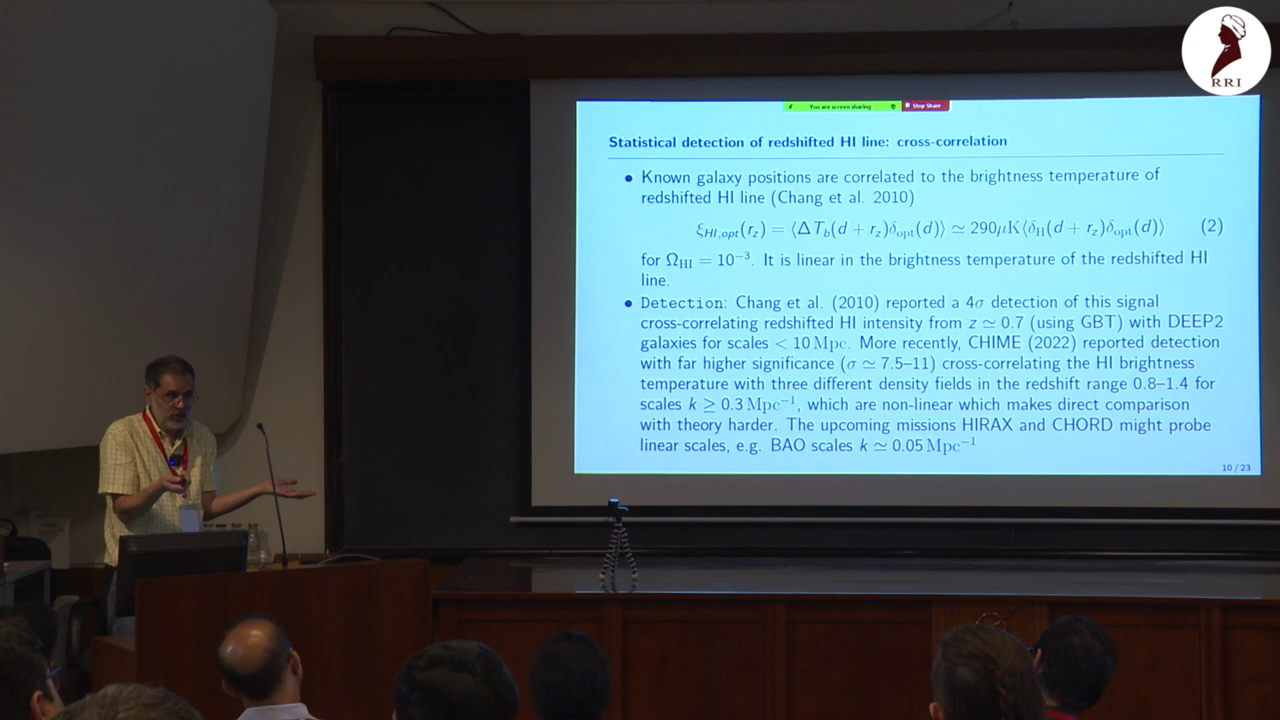 RRI
You are screen sharing
Stop Share
Statistical detection of redshifted HI line: cross-correlation
• Known galaxy positions are correlated to the brightness temperature of
redshifted HI line (Chang et al. 2010)
ξ_{HI,opt}(r_z) = ⟨ΔT_b(d + r_z)δ_{opt}(d)⟩ ≃ 290μK⟨δ_H(d + r_z)δ_{opt}(d)⟩ (2)
for Ω_{HI} = 10⁻³. It is linear in the brightness temperature of the redshifted HI
line.
• Detection: Chang et al. (2010) reported a 4σ detection of this signal
cross-correlating redshifted HI intensity from z ≃ 0.7 (using GBT) with DEEP2
galaxies for scales < 10 Mpc. More recently, CHIME (2022) reported detection
with far higher significance (σ ≃ 7.5–11) cross-correlating the HI brightness
temperature with three different density fields in the redshift range 0.8–1.4 for
scales k ≥ 0.3 Mpc⁻¹, which are non-linear which makes direct comparison
with theory harder. The upcoming missions HIRAX and CHORD might probe
linear scales, e.g. BAO scales k ≃ 0.05 Mpc⁻¹
10 / 23